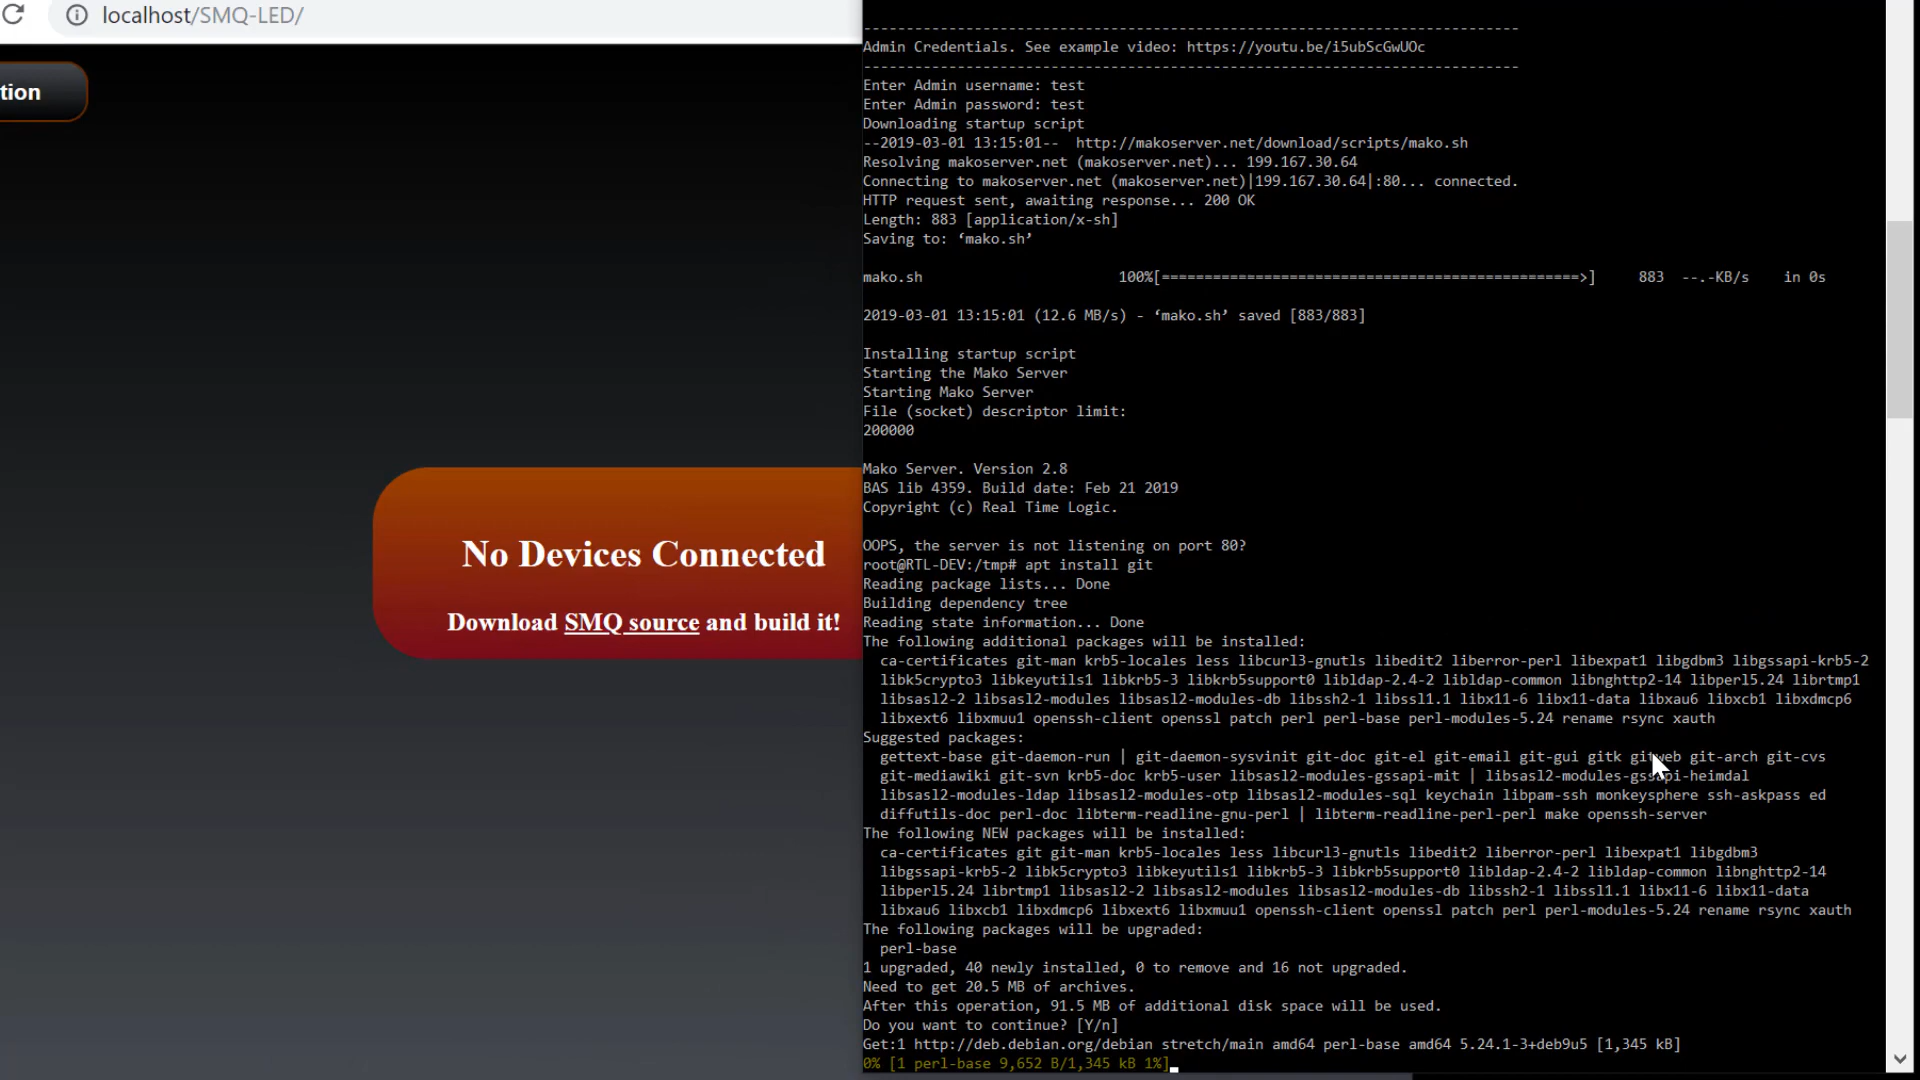 localhost/SMQ-LED/
tion
No Devices Connected
Download SMQ source and build it!
--------------------------------------------------------------------------------
Admin Credentials. See example video: https://youtu.be/i5ubScGwUOc
--------------------------------------------------------------------------------
Enter Admin username: test
Enter Admin password: test
Downloading startup script
--2019-03-01 13:15:01--  http://makoserver.net/download/scripts/mako.sh
Resolving makoserver.net (makoserver.net)... 199.167.30.64
Connecting to makoserver.net (makoserver.net)|199.167.30.64|:80... connected.
HTTP request sent, awaiting response... 200 OK
Length: 883 [application/x-sh]
Saving to: ‘mako.sh’
mako.sh 100%[=================================================>] 883 --.-KB/s in 0s
2019-03-01 13:15:01 (12.6 MB/s) - ‘mako.sh’ saved [883/883]
Installing startup script
Starting the Mako Server
Starting Mako Server
File (socket) descriptor limit:
200000
Mako Server. Version 2.8
BAS lib 4359. Build date: Feb 21 2019
Copyright (c) Real Time Logic.
OOPS, the server is not listening on port 80?
root@RTL-DEV:/tmp# apt install git
Reading package lists... Done
Building dependency tree
Reading state information... Done
The following additional packages will be installed:
ca-certificates git-man krb5-locales less libcurl3-gnutls libedit2 liberror-perl libexpat1 libgdbm3 libgssapi-krb5-2
libk5crypto3 libkeyutils1 libkrb5-3 libkrb5support0 libldap-2.4-2 libldap-common libnghttp2-14 libperl5.24 librtmp1
libsasl2-2 libsasl2-modules libsasl2-modules-db libssh2-1 libssl1.1 libx11-6 libx11-data libxau6 libxcb1 libxdmcp6
libxext6 libxmuu1 openssh-client openssl patch perl perl-base perl-modules-5.24 rename rsync xauth
Suggested packages:
gettext-base git-daemon-run | git-daemon-sysvinit git-doc git-el git-email git-gui gitk gitweb git-arch git-cvs
git-mediawiki git-svn krb5-doc krb5-user libsasl2-modules-gssapi-mit | libsasl2-modules-gssapi-heimdal
libsasl2-modules-ldap libsasl2-modules-otp libsasl2-modules-sql keychain libpam-ssh monkeysphere ssh-askpass ed
diffutils-doc perl-doc libterm-readline-gnu-perl | libterm-readline-perl-perl make openssh-server
The following NEW packages will be installed:
ca-certificates git git-man krb5-locales less libcurl3-gnutls libedit2 liberror-perl libexpat1 libgdbm3
libgssapi-krb5-2 libk5crypto3 libkeyutils1 libkrb5-3 libkrb5support0 libldap-2.4-2 libldap-common libnghttp2-14
libperl5.24 librtmp1 libsasl2-2 libsasl2-modules libsasl2-modules-db libssh2-1 libssl1.1 libx11-6 libx11-data
libxau6 libxcb1 libxdmcp6 libxext6 libxmuu1 openssh-client openssl patch perl perl-modules-5.24 rename rsync xauth
The following packages will be upgraded:
perl-base
1 upgraded, 40 newly installed, 0 to remove and 16 not upgraded.
Need to get 20.5 MB of archives.
After this operation, 91.5 MB of additional disk space will be used.
Do you want to continue? [Y/n]
Get:1 http://deb.debian.org/debian stretch/main amd64 perl-base amd64 5.24.1-3+deb9u5 [1,345 kB]
0% [1 perl-base 9,652 B/1,345 kB 1%]